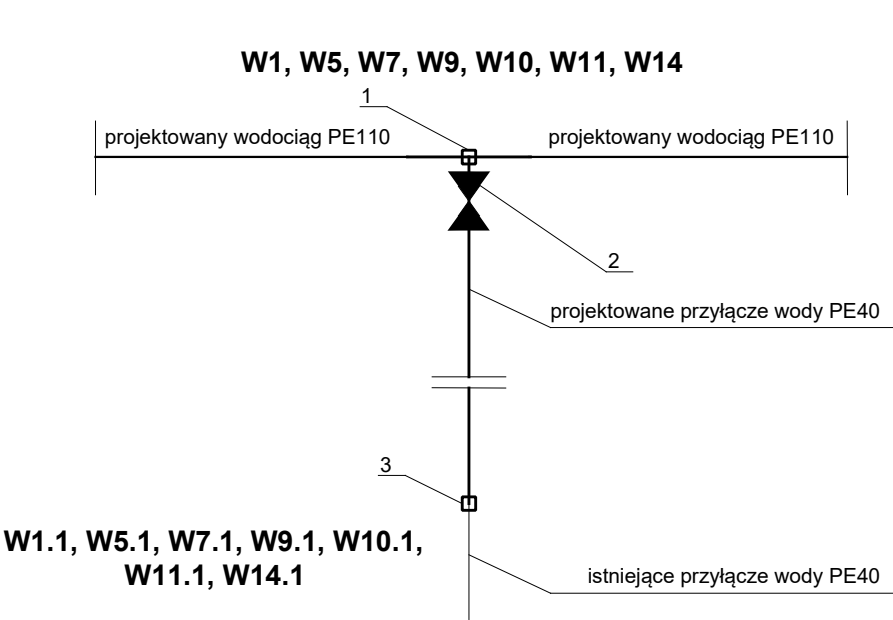 W1, W5, W7, W9, W10, W11, W14
1
projektowany wodociąg PE110
projektowany wodociąg PE110
2
projektowane przyłącze wody PE40
3
W1.1, W5.1, W7.1, W9.1, W10.1,
W11.1, W14.1
istniejące przyłącze wody PE40